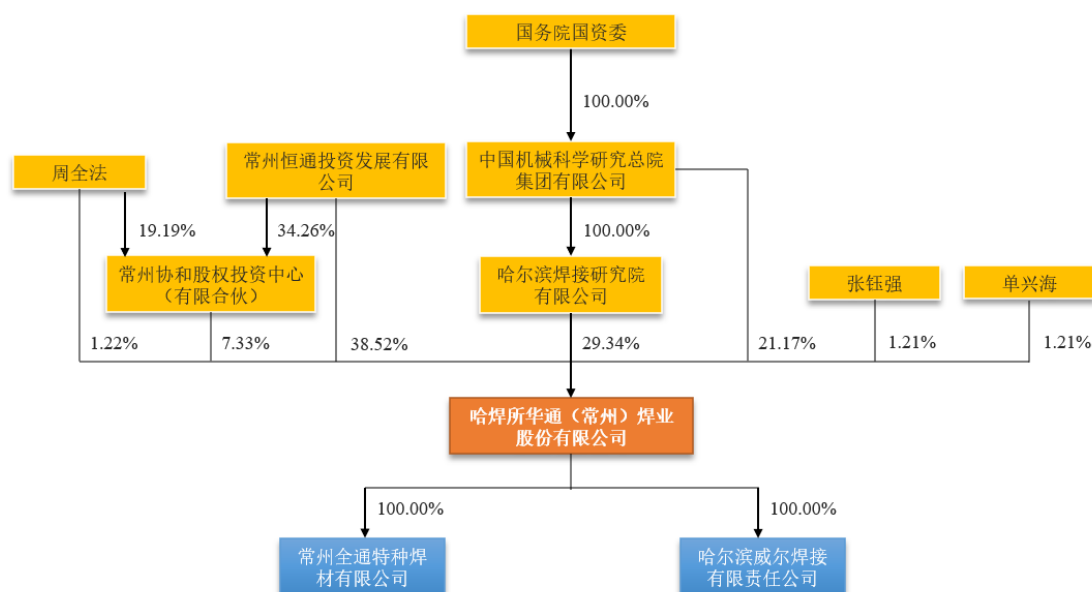 国务院国资委
100.00%
周全法
常州恒通投资发展有限
公司
中国机械科学研究总院
集团有限公司
19.19%
34.26%
100.00%
常州协和股权投资中心
（有限合伙）
哈尔滨焊接研究院
有限公司
张钰强
单兴海
1.22%
7.33%
38.52%
29.34%
21.17%
1.21%
1.21%
哈焊所华通（常州）焊业
股份有限公司
100.00%
100.00%
常州全通特种焊
材有限公司
哈尔滨威尔焊接
有限责任公司